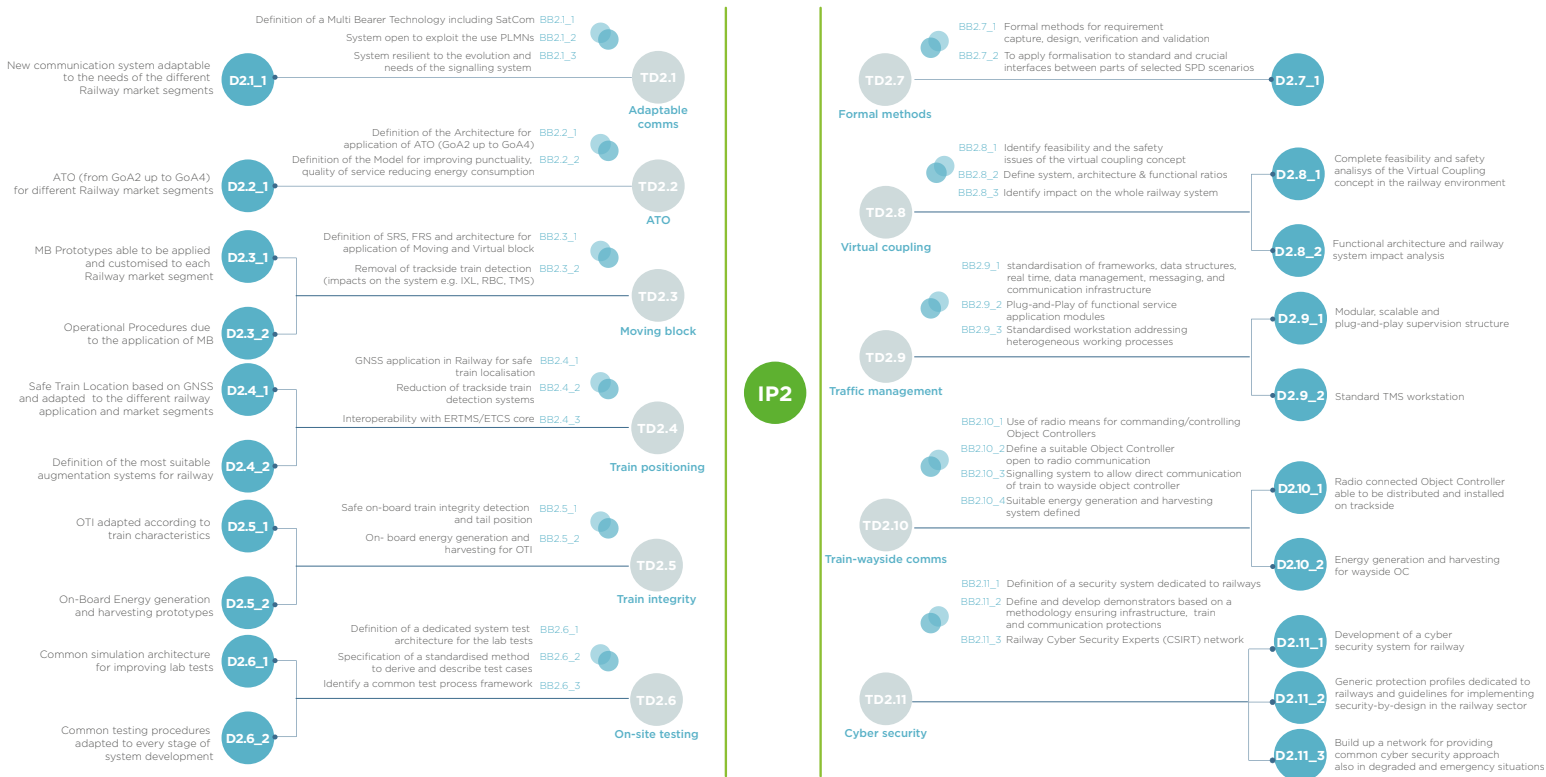 Definition of a Multi Bearer Technology including SatCom BB2.1_1
System open to exploit the use PLMNs BB2.1_2
System resilient to the evolution and BB2.1_3
needs of the signalling system
New communication system adaptable
to the needs of the different
Railway market segments
D2.1_1
TD2.1
Adaptable
comms
Definition of the Architecture for BB2.2_1
application of ATO (GoA2 up to GoA4)
Definition of the Model for improving punctuality, BB2.2_2
quality of service reducing energy consumption
ATO (from GoA2 up to GoA4)
for different Railway market segments
D2.2_1
TD2.2
ATO
Definition of SRS, FRS and architecture for BB2.3_1
application of Moving and Virtual block
Removal of trackside train detection BB2.3_2
(impacts on the system e.g. IXL, RBC, TMS)
MB Prototypes able to be applied
and customised to each
Railway market segment
D2.3_1
Operational Procedures due
to the application of MB
D2.3_2
TD2.3
Moving block
GNSS application in Railway for safe BB2.4_1
train localisation
Reduction of trackside train BB2.4_2
detection systems
Interoperability with ERTMS/ETCS core BB2.4_3
Safe Train Location based on GNSS
and adapted to the different railway
application and market segments
D2.4_1
Definition of the most suitable
augmentation systems for railway
D2.4_2
TD2.4
Train positioning
Safe on-board train integrity detection BB2.5_1
and tail position
On- board energy generation and BB2.5_2
harvesting for OTI
OTI adapted according to
train characteristics
D2.5_1
On-Board Energy generation
and harvesting prototypes
D2.5_2
TD2.5
Train integrity
Definition of a dedicated system test BB2.6_1
architecture for the lab tests
Specification of a standardised method BB2.6_2
to derive and describe test cases
Identify a common test process framework BB2.6_3
Common simulation architecture
for improving lab tests
D2.6_1
Common testing procedures
adapted to every stage of
system development
D2.6_2
TD2.6
On-site testing
IP2
BB2.7_1 Formal methods for requirement
capture, design, verification and validation
BB2.7_2 To apply formalisation to standard and crucial
interfaces between parts of selected SPD scenarios
TD2.7
Formal methods
D2.7_1
BB2.8_1 Identify feasibility and the safety
issues of the virtual coupling concept
BB2.8_2 Define system, architecture & functional ratios
BB2.8_3 Identify impact on the whole railway system
TD2.8
Virtual coupling
D2.8_1
Complete feasibility and safety
analisys of the Virtual Coupling
concept in the railway environment
D2.8_2
Functional architecture and railway
system impact analysis
BB2.9_1 standardisation of frameworks, data structures,
real time, data management, messaging, and
communication infrastructure
BB2.9_2 Plug-and-Play of functional service
application modules
BB2.9_3 Standardised workstation addressing
heterogeneous working processes
TD2.9
Traffic management
D2.9_1
Modular, scalable and
plug-and-play supervision structure
D2.9_2
Standard TMS workstation
BB2.10_1 Use of radio means for commanding/controlling
Object Controllers
BB2.10_2 Define a suitable Object Controller
open to radio communication
BB2.10_3 Signalling system to allow direct communication
of train to wayside object controller
BB2.10_4 Suitable energy generation and harvesting
system defined
TD2.10
Train-wayside comms
D2.10_1
Radio connected Object Controller
able to be distributed and installed
on trackside
D2.10_2
Energy generation and harvesting
for wayside OC
BB2.11_1 Definition of a security system dedicated to railways
BB2.11_2 Define and develop demonstrators based on a
methodology ensuring infrastructure, train
and communication protections
BB2.11_3 Railway Cyber Security Experts (CSIRT) network
TD2.11
Cyber security
D2.11_1
Development of a cyber
security system for railway
D2.11_2
Generic protection profiles dedicated to
railways and guidelines for implementing
security-by-design in the railway sector
D2.11_3
Build up a network for providing
common cyber security approach
also in degraded and emergency situations